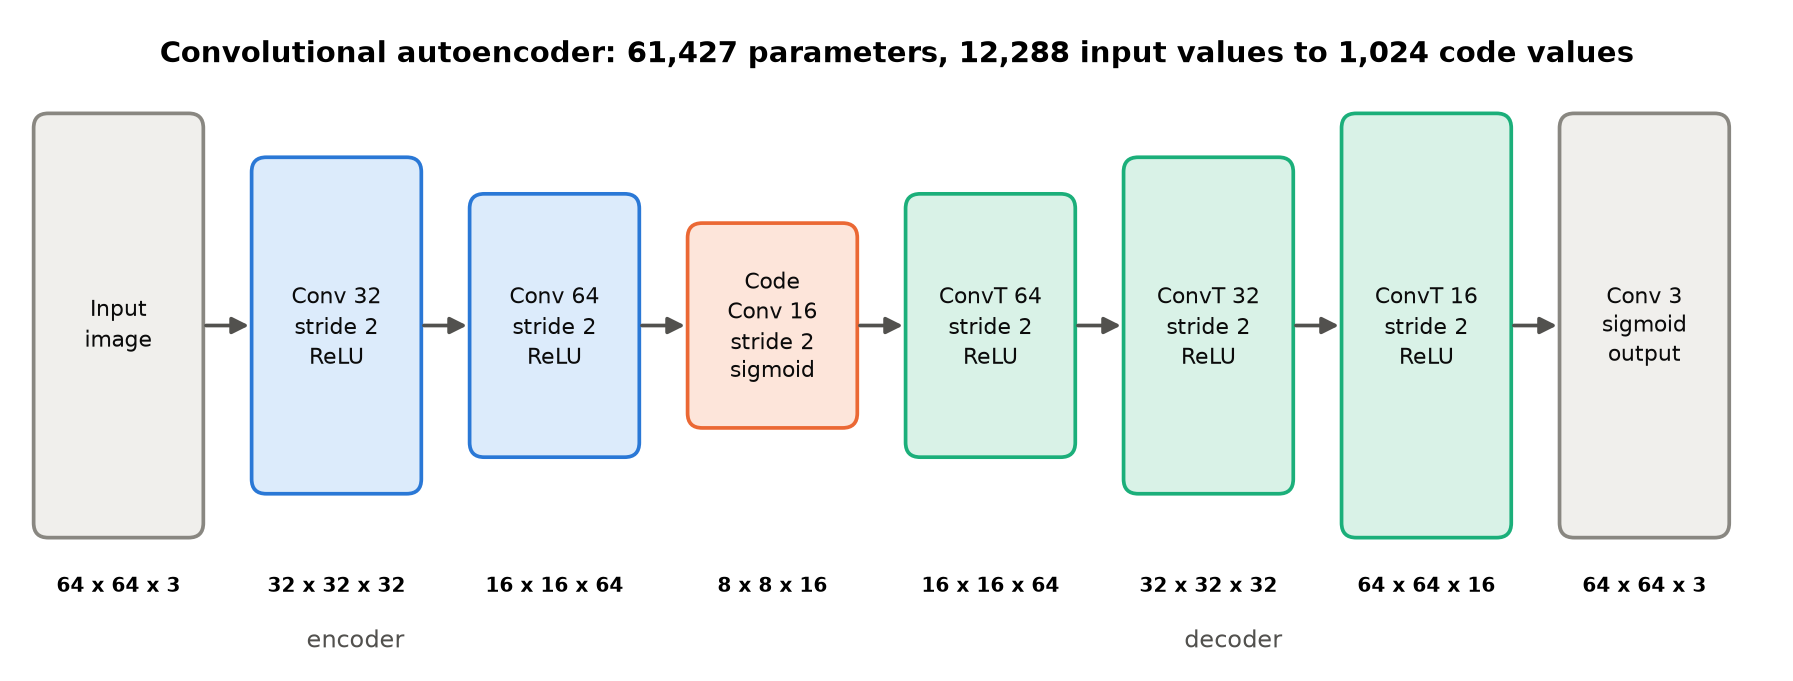 Convolutional autoencoder: 61,427 parameters, 12,288 input values to 1,024 code values
Input
image
Conv 32
stride 2
ReLU
Conv 64
stride 2
ReLU
Code
Conv 16
stride 2
sigmoid
ConvT 64
stride 2
ReLU
ConvT 32
stride 2
ReLU
ConvT 16
stride 2
ReLU
Conv 3
sigmoid
output
64 x 64 x 3
32 x 32 x 32
16 x 16 x 64
8 x 8 x 16
16 x 16 x 64
32 x 32 x 32
64 x 64 x 16
64 x 64 x 3
encoder
decoder